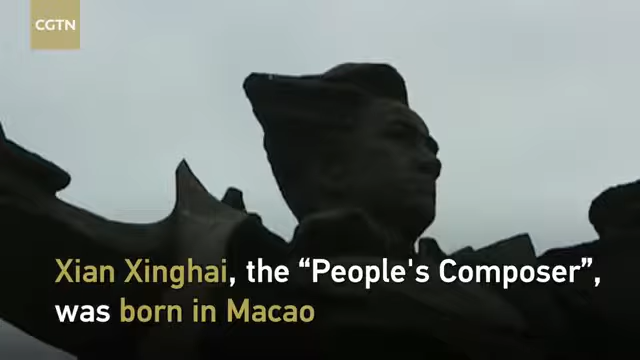 CGTN
Xian Xinghai, the “People's Composer”,
was born in Macao